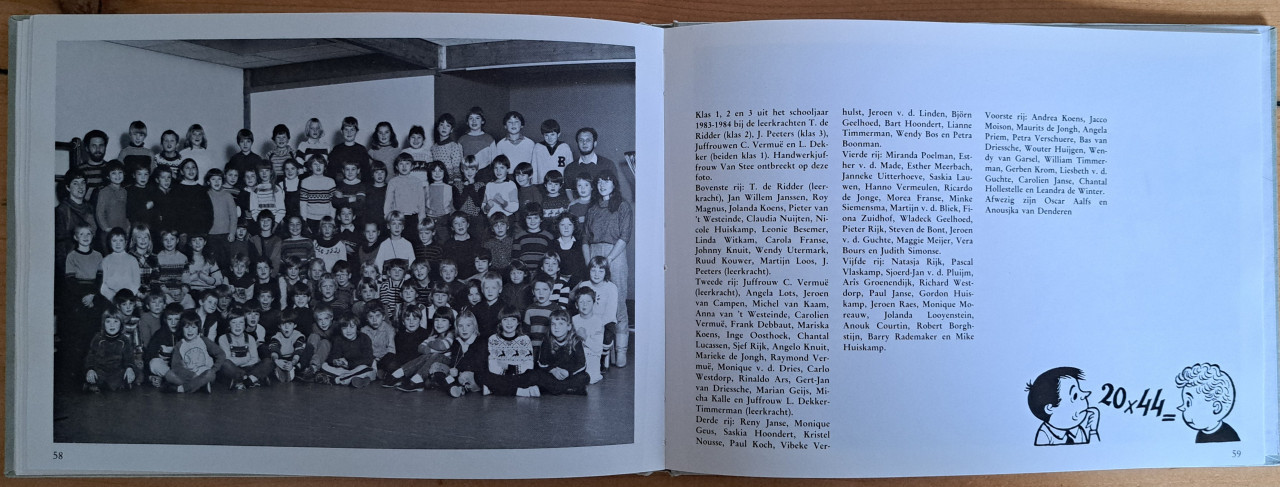 Klas 1, 2 en 3 uit het schooljaar
1983-1984 bij de leerkrachten T. de
Ridder (klas 2), J. Peeters (klas 3),
Juffrouwen C. Vermuë en L. Dek-
ker (beiden klas 1). Handwerkjuf-
frouw Van Stee ontbreekt op deze
foto.
Bovenste rij: T. de Ridder (leer-
kracht), Jan Willem Janssen, Roy
Magnus, Jolanda Koens, Pieter van
't Westeinde, Claudia Nuijten, Ni-
cole Huiskamp, Leonie Besemer,
Linda Witkam, Carola Franse,
Johnny Knuit, Wendy Utermark,
Ruud Kouwer, Martijn Loos, J.
Peeters (leerkracht).
Tweede rij: Juffrouw C. Vermuë
(leerkracht), Angela Lots, Jeroen
van Campen, Michel van Kaam,
Anna van 't Westeinde, Carolien
Vermuë, Frank Debbaut, Mariska
Koens, Inge Oosthoek, Chantal
Lucassen, Sjef Rijk, Angelo Knuit,
Marieke de Jongh, Raymond Ver-
muë, Monique v. d. Dries, Carlo
Westdorp, Rinaldo Ars, Gert-Jan
van Driessche, Marian Geijs, Mi-
cha Kalle en Juffrouw L. Dekker-
Timmerman (leerkracht).
Derde rij: Reny Janse, Monique
Geus, Saskia Hoondert, Kristel
Nousse, Paul Koch, Vibeke Ver-
hulst, Jeroen v. d. Linden, Björn
Geelhoed, Bart Hoondert, Lianne
Timmerman, Wendy Bos en Petra
Boonman.
Vierde rij: Miranda Poelman, Est-
her v. d. Made, Esther Meerbach,
Janneke Uitterhoeve, Saskia Lau-
wen, Hanno Vermeulen, Ricardo
de Jonge, Morea Franse, Minke
Siemensma, Martijn v. d. Bliek, Fi-
ona Zuidhof, Wladeck Geelhoed,
Pieter Rijk, Steven de Bont, Jeroen
v. d. Guchte, Maggie Meijer, Vera
Bours en Judith Simonse.
Vijfde rij: Natasja Rijk, Pascal
Vlaskamp, Sjoerd-Jan v. d. Pluijm,
Aris Groenendijk, Richard West-
dorp, Paul Janse, Gordon Huis-
kamp, Jeroen Raes, Monique Mo-
reauw, Jolanda Looyenstein,
Anouk Courtin, Robert Borgh-
stijn, Barry Rademaker en Mike
Huiskamp.
Voorste rij: Andrea Koens, Jacco
Moison, Maurits de Jongh, Angela
Priem, Petra Verschuere, Bas van
Driessche, Wouter Huijgen, Wen-
dy van Garsel, William Timmer-
man, Gerben Krom, Liesbeth v. d.
Guchte, Carolien Janse, Chantal
Hollestelle en Leandra de Winter.
Afwezig zijn Oscar Aalfs en
Anousjka van Denderen
20x44=
B
58
59